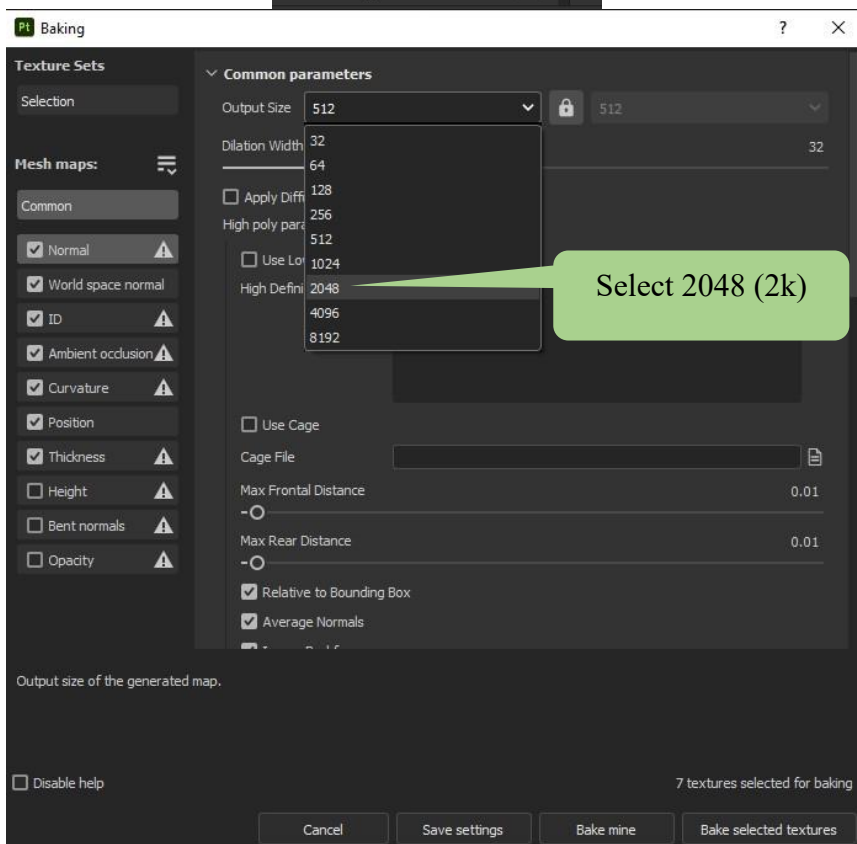 Pt Baking ? X
Texture Sets
Selection
Mesh maps:
Common
Normal
World space normal
ID
Ambient occlusion
Curvature
Position
Thickness
Height
Bent normals
Opacity
Common parameters
Output Size 512 512
32
64
128
256
512
1024
2048
4096
8192
Dilation Width 32
Apply Diff
High poly para
Use Lo
High Defini
Select 2048 (2k)
Use Cage
Cage File
Max Frontal Distance 0.01
Max Rear Distance 0.01
Relative to Bounding Box
Average Normals
Output size of the generated map.
Disable help 7 textures selected for baking
Cancel Save settings Bake mine Bake selected textures